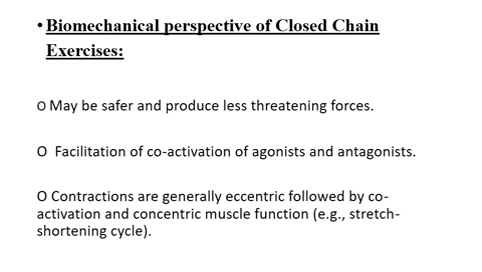 • Biomechanical perspective of Closed Chain
Exercises:
O May be safer and produce less threatening forces.
O Facilitation of co-activation of agonists and antagonists.
O Contractions are generally eccentric followed by co-
activation and concentric muscle function (e.g., stretch-
shortening cycle).